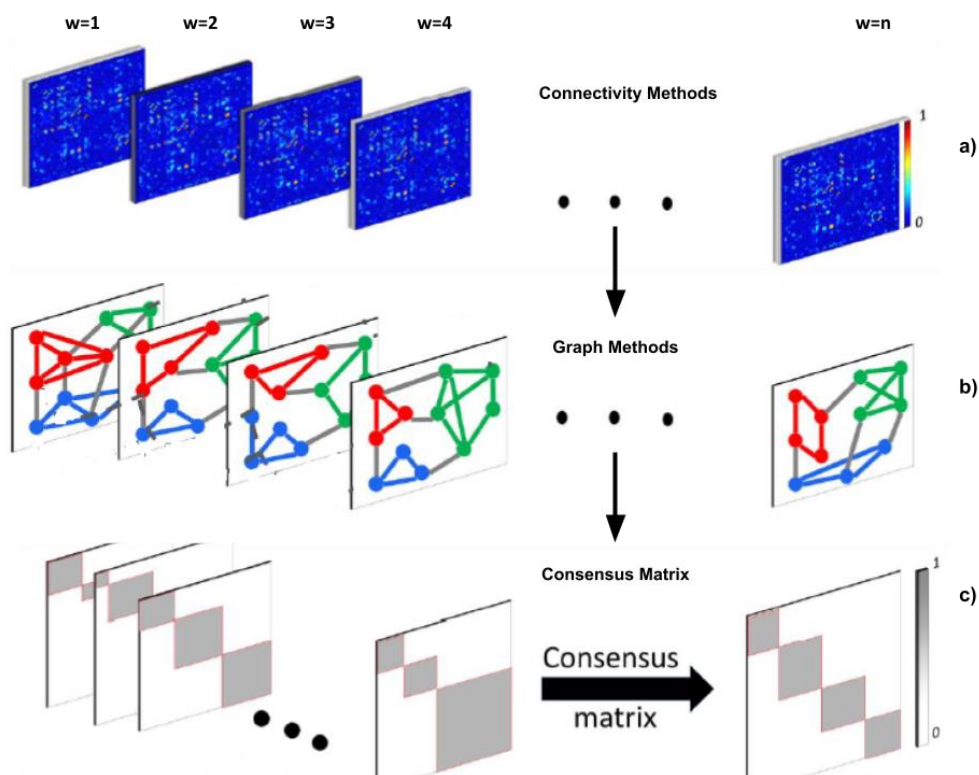 w=1 w=2 w=3 w=4 w=n
Connectivity Methods
1
a)
0
Graph Methods
b)
Consensus Matrix
1
c)
Consensus
matrix
0